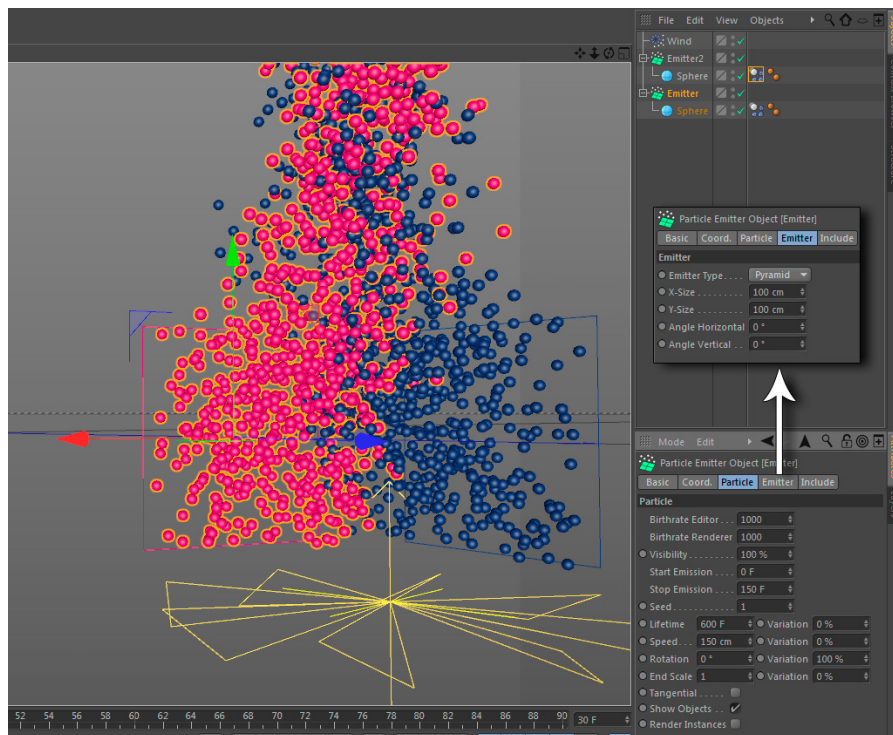 File Edit View Objects
Wind
Emitter2
Sphere
Emitter
Sphere
Particle Emitter Object [Emitter]
Basic Coord. Particle Emitter Include
Emitter
Emitter Type.... Pyramid
X-Size......... 100 cm
Y-Size......... 100 cm
Angle Horizontal 0 °
Angle Vertical .. 0 °
Mode Edit
Particle Emitter Object [Emitter]
Basic Coord. Particle Emitter Include
Particle
Birthrate Editor... 1000
Birthrate Renderer 1000
Visibility......... 100 %
Start Emission... 0 F
Stop Emission... 150 F
Seed............ 1
Lifetime 600 F Variation 0 %
Speed... 150 cm Variation 0 %
Rotation 0 ° Variation 100 %
End Scale 1 Variation 0 %
Tangential.....
Show Objects..
Render Instances
52 54 56 58 60 62 64 66 68 70 72 74 76 78 80 82 84 86 88 90 30 F